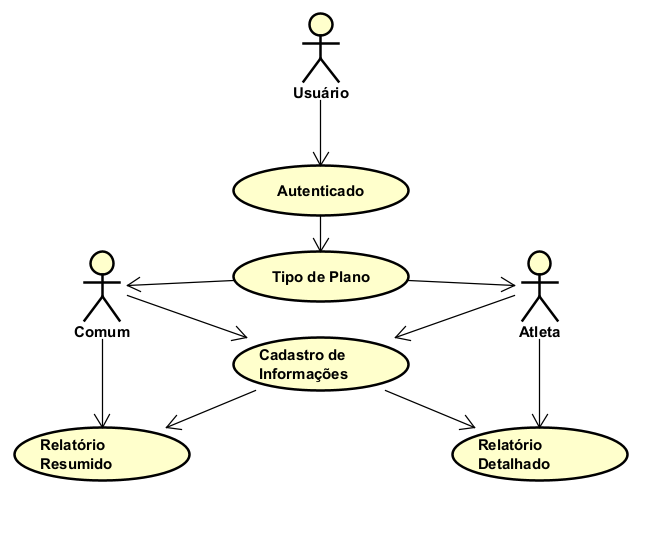 Usuário
Autenticado
Tipo de Plano
Comum
Atleta
Cadastro de
Informações
Relatório
Resumido
Relatório
Detalhado